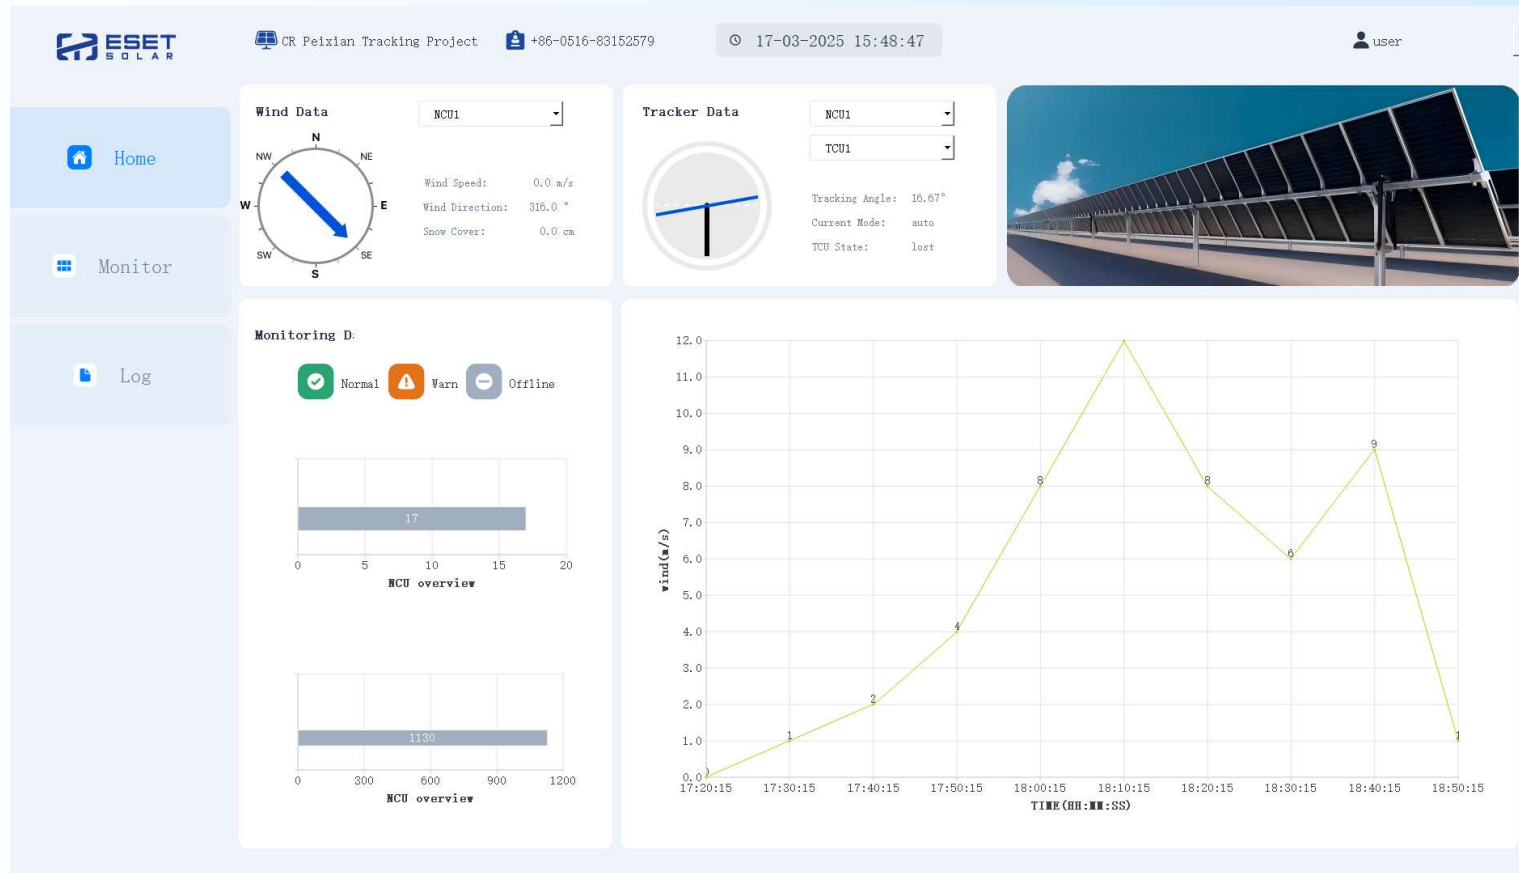 ESET
SOLAR
CR Peixian Tracking Project
+86-0516-83152579
17-03-2025 15:48:47
user
Home
Monitor
Log
Wind Data
NCU1
N
NW
NE
W
E
SW
SE
S
Wind Speed: 0.0 m/s
Wind Direction: 316.0 °
Snow Cover: 0.0 cm
Tracker Data
NCU1
TCU1
Tracking Angle: 16.67°
Current Mode: auto
TCU State: lost
Monitoring D
Normal
Warn
Offline
17
0 5 10 15 20
NCU overview
1130
0 300 600 900 1200
NCU overview
12.0
11.0
10.0
9.0
8.0
7.0
6.0
5.0
4.0
3.0
2.0
1.0
0.0
wind(m/s)
0
1
2
4
8
8
6
9
1
17:20:15 17:30:15 17:40:15 17:50:15 18:00:15 18:10:15 18:20:15 18:30:15 18:40:15 18:50:15
TIME(HH:MM:SS)